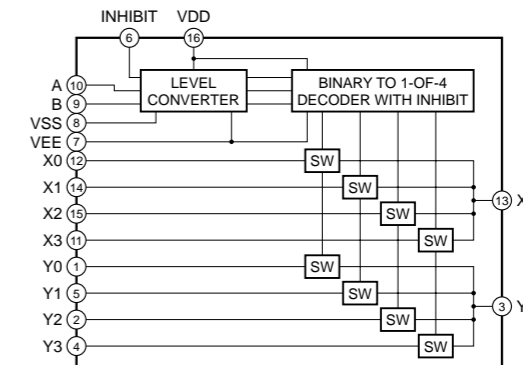 INHIBIT VDD
6 16
A 10 LEVEL BINARY TO 1-OF-4
B 9 CONVERTER DECODER WITH INHIBIT
VSS 8
VEE 7
X0 12 SW
X1 14 SW 13 X
X2 15 SW
X3 11 SW
Y0 1 SW
Y1 5 SW 3 Y
Y2 2 SW
Y3 4 SW